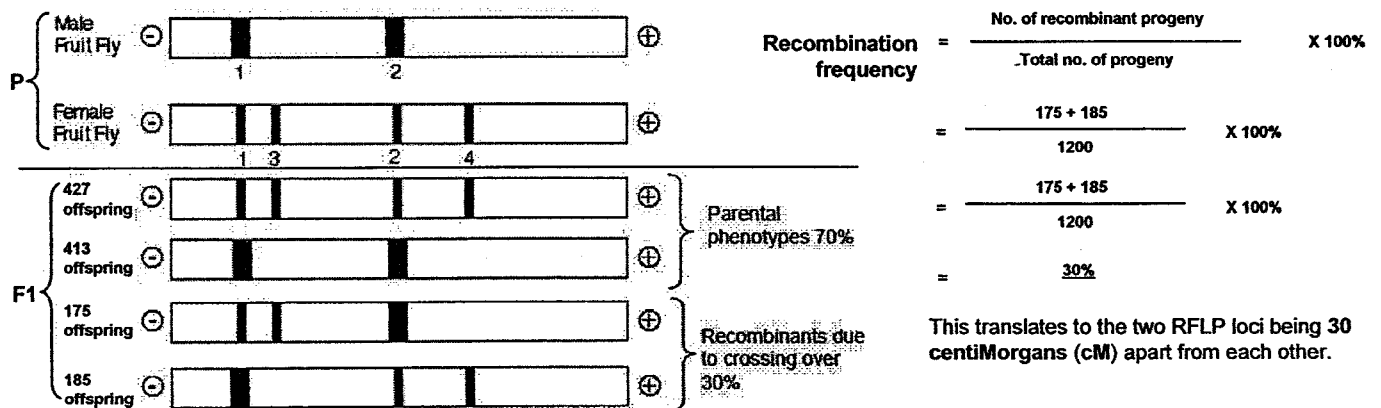 P
Male
Fruit Fly
⊖
⊕
1 2
Female
Fruit Fly
⊖
⊕
1 3 2 4
F1
427
offspring
⊖
⊕
413
offspring
⊖
⊕
Parental
phenotypes 70%
175
offspring
⊖
⊕
185
offspring
⊖
⊕
Recombinants due
to crossing over
30%
Recombination
frequency
= No. of recombinant progeny
Total no. of progeny
X 100%
= 175 + 185
1200
X 100%
= 175 + 185
1200
X 100%
= 30%
This translates to the two RFLP loci being 30
centiMorgans (cM) apart from each other.